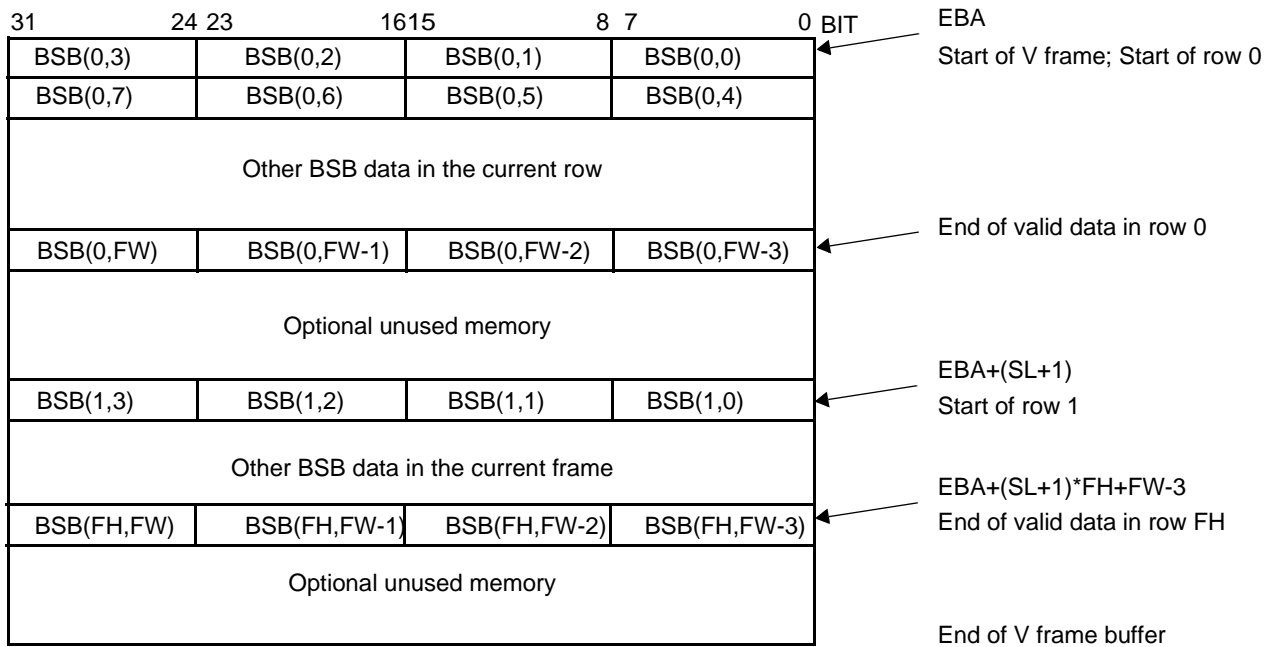 31 24 23 1615 8 7 0 BIT EBA
BSB(0,3) BSB(0,2) BSB(0,1) BSB(0,0) Start of V frame; Start of row 0
BSB(0,7) BSB(0,6) BSB(0,5) BSB(0,4)
Other BSB data in the current row
End of valid data in row 0
BSB(0,FW) BSB(0,FW-1) BSB(0,FW-2) BSB(0,FW-3)
Optional unused memory
EBA+(SL+1)
BSB(1,3) BSB(1,2) BSB(1,1) BSB(1,0) Start of row 1
Other BSB data in the current frame
EBA+(SL+1)*FH+FW-3
BSB(FH,FW) BSB(FH,FW-1) BSB(FH,FW-2) BSB(FH,FW-3) End of valid data in row FH
Optional unused memory
End of V frame buffer